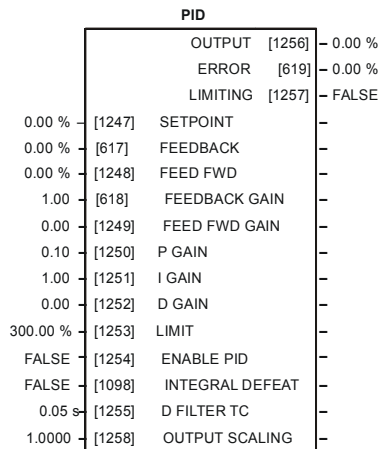 PID
OUTPUT [1256] – 0.00 %
ERROR [619] – 0.00 %
LIMITING [1257] – FALSE
0.00 % – [1247] SETPOINT –
0.00 % – [617] FEEDBACK –
0.00 % – [1248] FEED FWD –
1.00 – [618] FEEDBACK GAIN –
0.00 – [1249] FEED FWD GAIN –
0.10 – [1250] P GAIN –
1.00 – [1251] I GAIN –
0.00 – [1252] D GAIN –
300.00 % – [1253] LIMIT –
FALSE – [1254] ENABLE PID –
FALSE – [1098] INTEGRAL DEFEAT –
0.05 s – [1255] D FILTER TC –
1.0000 – [1258] OUTPUT SCALING –